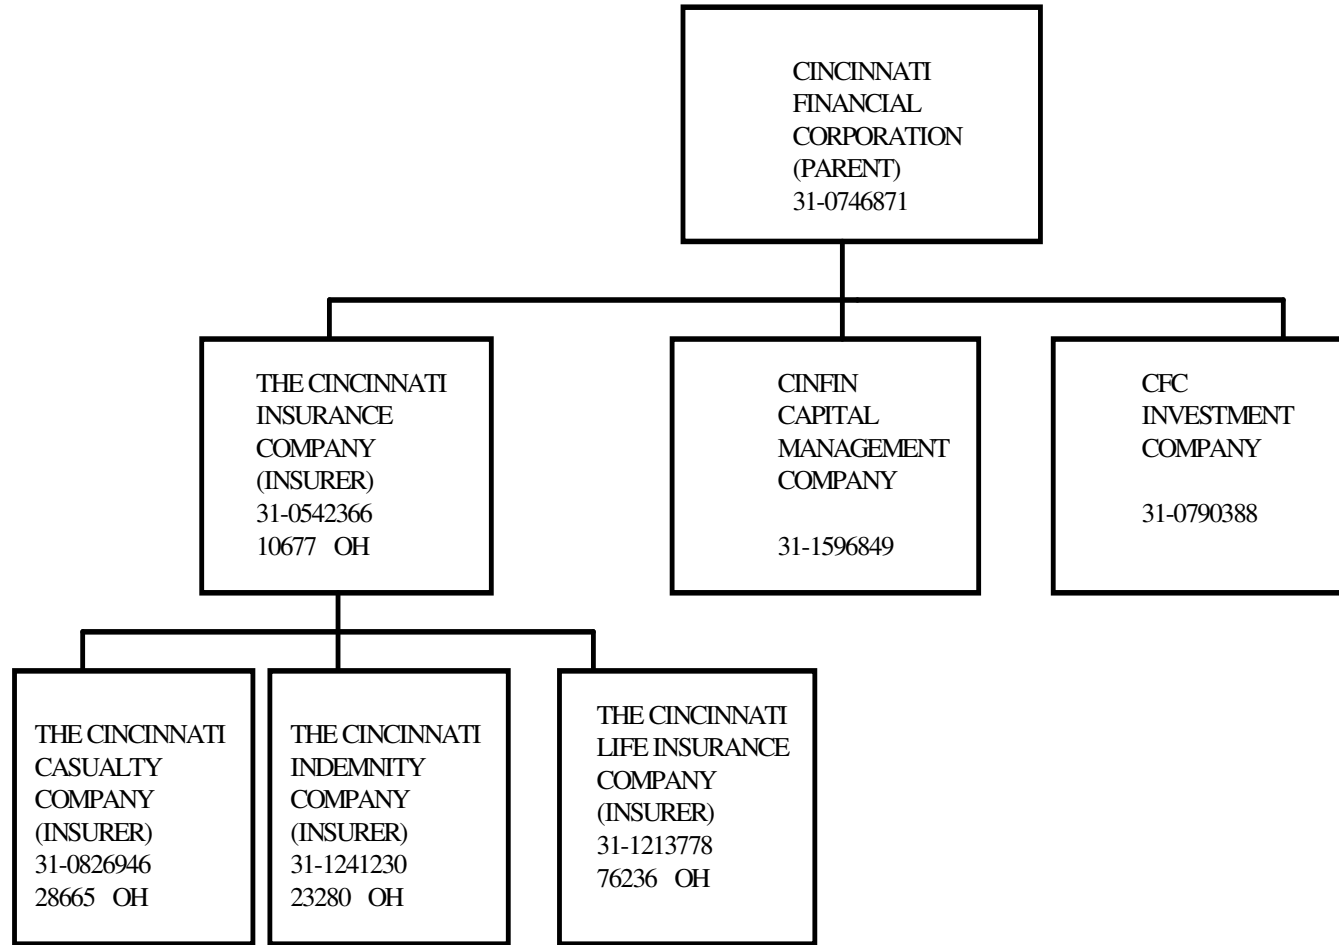 CINCINNATI
FINANCIAL
CORPORATION
(PARENT)
31-0746871
THE CINCINNATI
INSURANCE
COMPANY
(INSURER)
31-0542366
10677 OH
CINFIN
CAPITAL
MANAGEMENT
COMPANY
31-1596849
CFC
INVESTMENT
COMPANY
31-0790388
THE CINCINNATI
CASUALTY
COMPANY
(INSURER)
31-0826946
28665 OH
THE CINCINNATI
INDEMNITY
COMPANY
(INSURER)
31-1241230
23280 OH
THE CINCINNATI
LIFE INSURANCE
COMPANY
(INSURER)
31-1213778
76236 OH